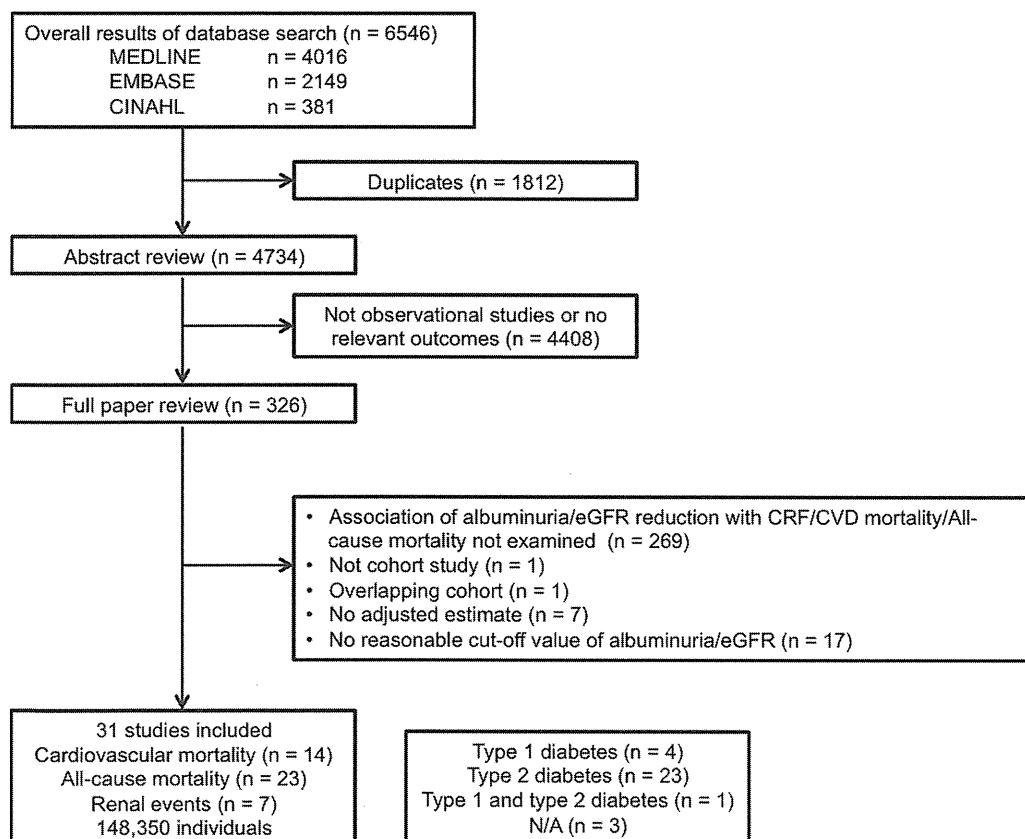 Overall results of database search (n = 6546)
MEDLINE n = 4016
EMBASE n = 2149
CINAHL n = 381
Duplicates (n = 1812)
Abstract review (n = 4734)
Not observational studies or no
relevant outcomes (n = 4408)
Full paper review (n = 326)
• Association of albuminuria/eGFR reduction with CRF/CVD mortality/All-
cause mortality not examined (n = 269)
• Not cohort study (n = 1)
• Overlapping cohort (n = 1)
• No adjusted estimate (n = 7)
• No reasonable cut-off value of albuminuria/eGFR (n = 17)
31 studies included
Cardiovascular mortality (n = 14)
All-cause mortality (n = 23)
Renal events (n = 7)
148,350 individuals
Type 1 diabetes (n = 4)
Type 2 diabetes (n = 23)
Type 1 and type 2 diabetes (n = 1)
N/A (n = 3)